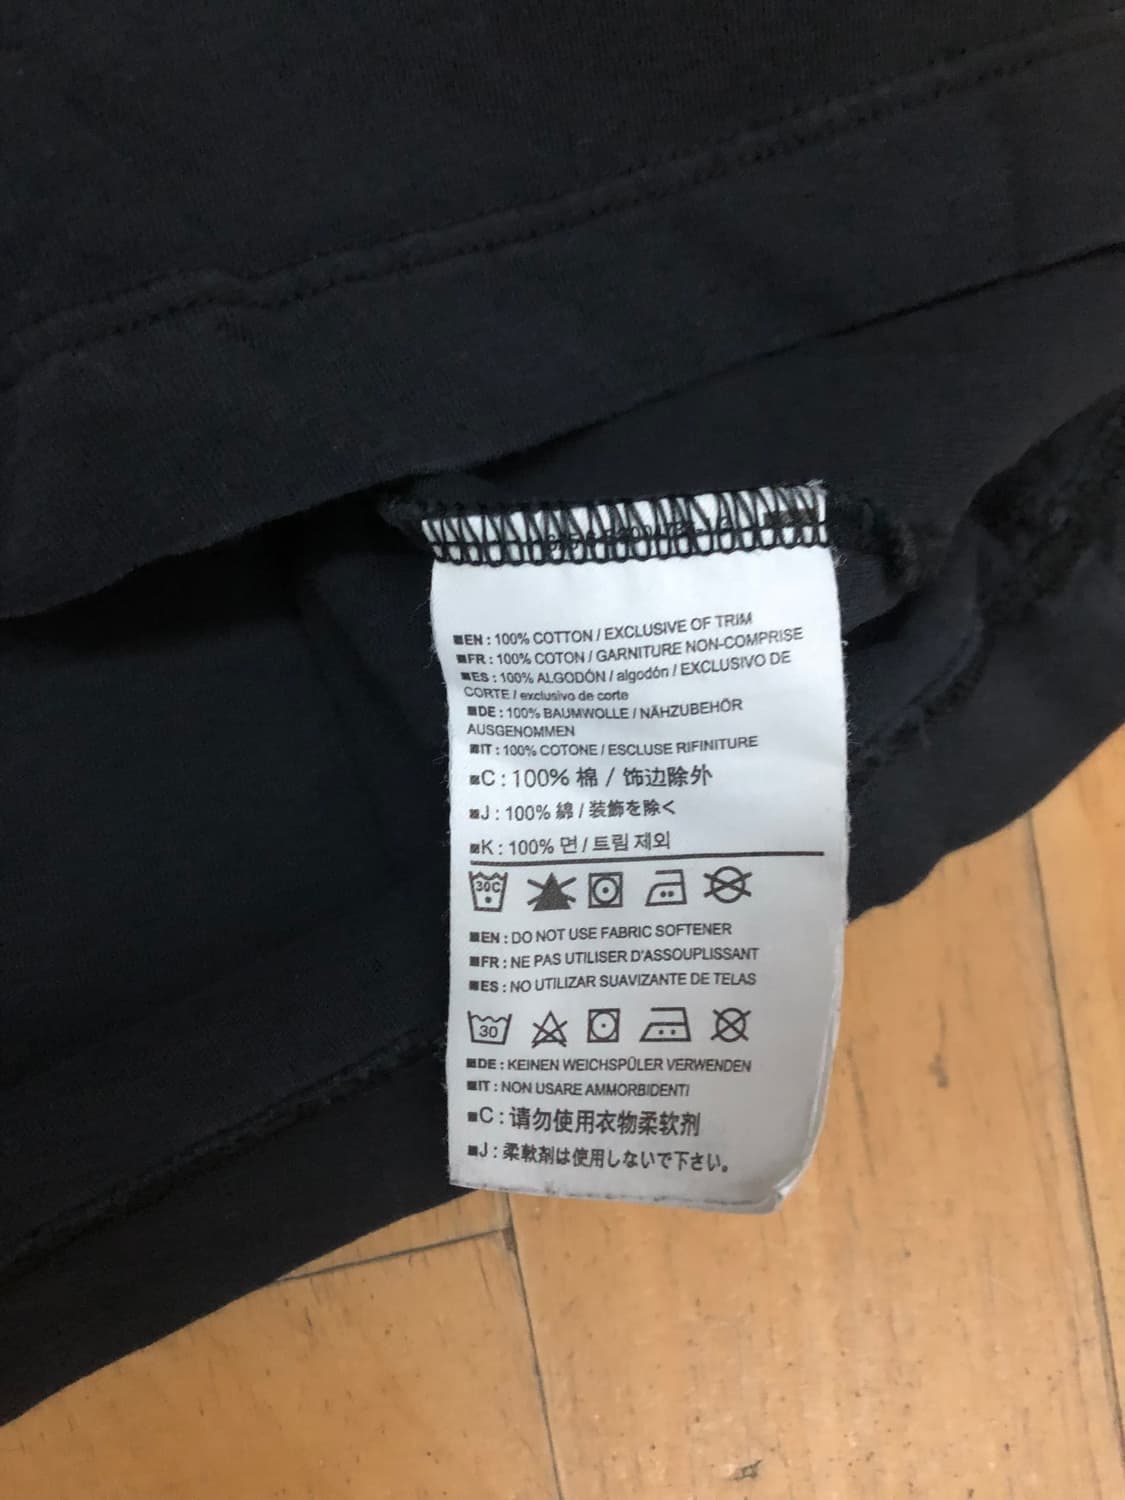 EN : 100% COTTON / EXCLUSIVE OF TRIM
FR : 100% COTON / GARNITURE NON-COMPRISE
ES : 100% ALGODÓN / algodón / EXCLUSIVO DE
CORTE / exclusivo de corte
DE : 100% BAUMWOLLE / NÄHZUBEHÖR
AUSGENOMMEN
IT : 100% COTONE / ESCLUSE RIFINITURE
C : 100% 棉 / 饰边除外
J : 100% 綿 / 装飾を除く
K : 100% 면 / 트림 제외
30C
EN : DO NOT USE FABRIC SOFTENER
FR : NE PAS UTILISER D'ASSOUPLISSANT
ES : NO UTILIZAR SUAVIZANTE DE TELAS
30
DE : KEINEN WEICHSPÜLER VERWENDEN
IT : NON USARE AMMORBIDENTI
C : 请勿使用衣物柔软剂
J : 柔軟剤は使用しないで下さい。